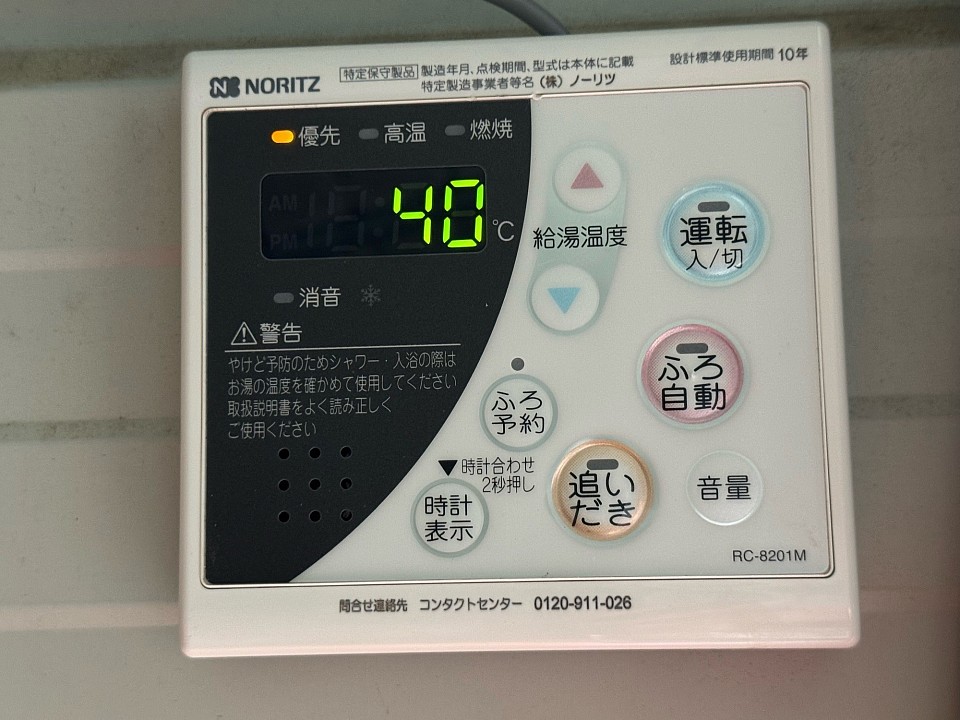 NORITZ
特定保守製品 製造年月、点検期間、型式は本体に記載
特定製造事業者等名 (株) ノーリツ
設計標準使用期間 10年
優先 高温 燃焼
AM
PM
40 ℃
消音
警告
やけど予防のためシャワー・入浴の際は
お湯の温度を確かめて使用してください
取扱説明書をよく読み正しく
ご使用ください
給湯温度
運転
入/切
ふろ
自動
ふろ
予約
▼時計合わせ
2秒押し
時計
表示
追い
だき
音量
RC-8201M
問合せ連絡先 コンタクトセンター 0120-911-026